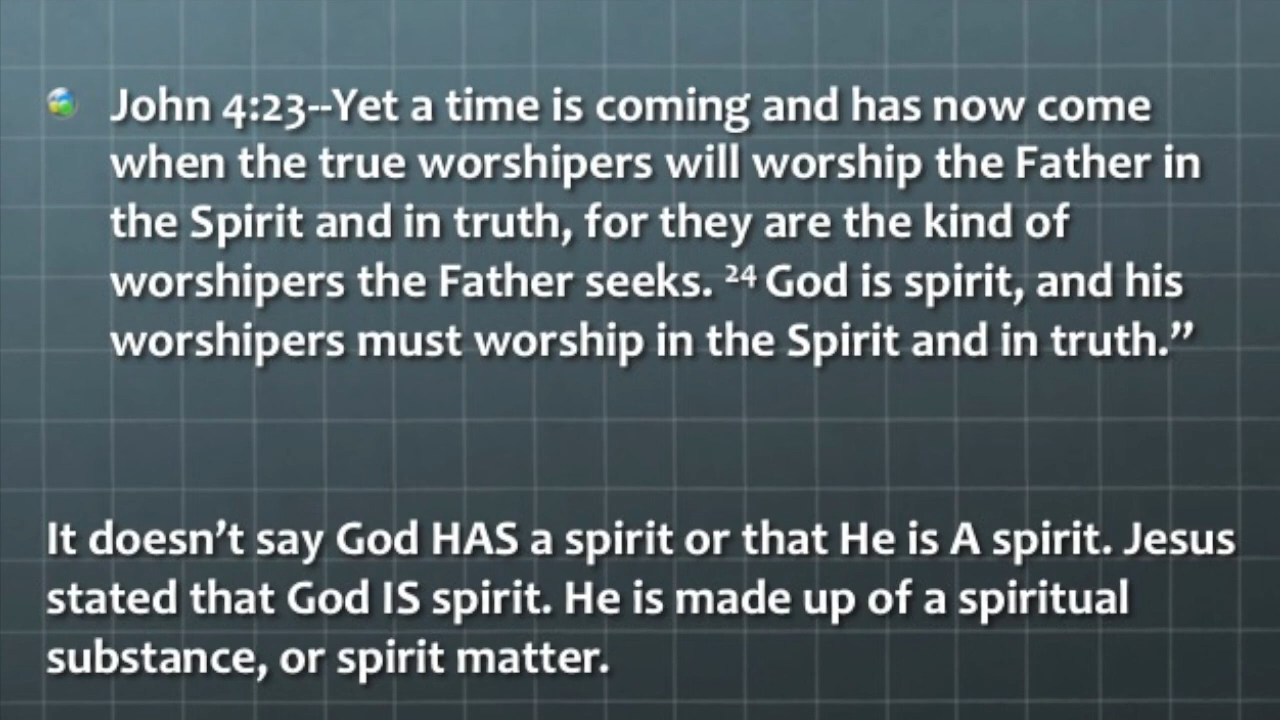 John 4:23--Yet a time is coming and has now come
when the true worshipers will worship the Father in
the Spirit and in truth, for they are the kind of
worshipers the Father seeks. ²⁴ God is spirit, and his
worshipers must worship in the Spirit and in truth.”
It doesn’t say God HAS a spirit or that He is A spirit. Jesus
stated that God IS spirit. He is made up of a spiritual
substance, or spirit matter.